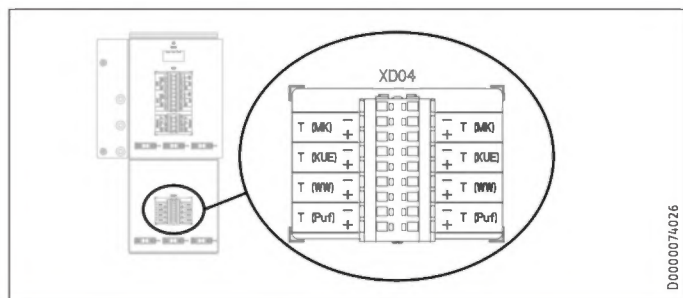 XD04
T (MK) − + − + T (MK)
T (KUE) − + − + T (KUE)
T (WW) − + − + T (WW)
T (Puf) − + − + T (Puf)
D0000074026